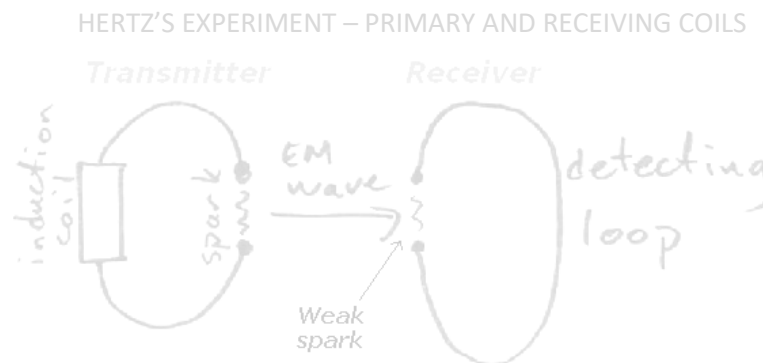 HERTZ’S EXPERIMENT – PRIMARY AND RECEIVING COILS
Transmitter
Receiver
induction
coil
spark
EM
wave
detecting
loop
Weak
spark